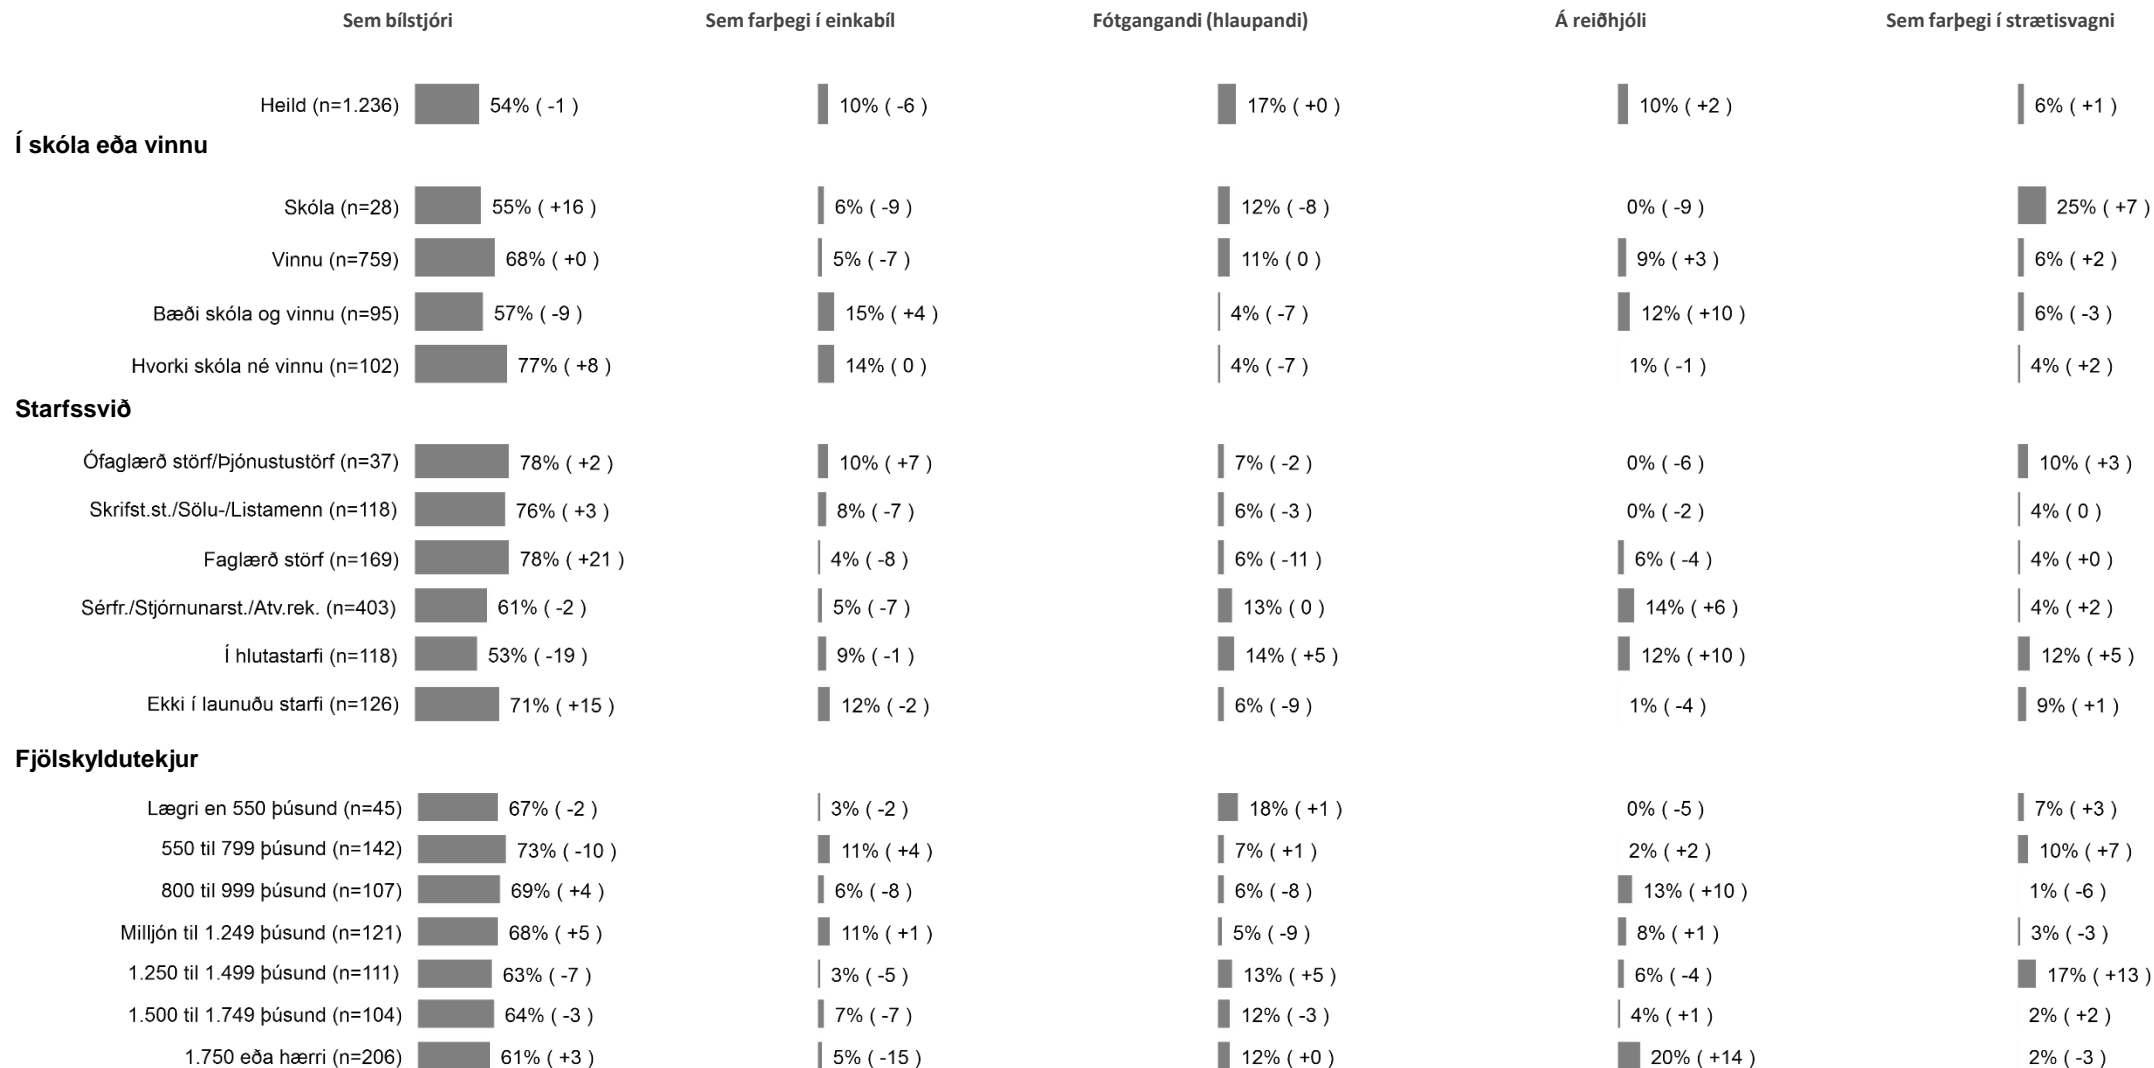 Sem bílstjóri Sem farþegi í einkabíl Fótgangandi (hlaupandi) Á reiðhjóli Sem farþegi í strætisvagni
Heild (n=1.236) 54% ( -1 ) 10% ( -6 ) 17% ( +0 ) 10% ( +2 ) 6% ( +1 )
Í skóla eða vinnu
Skóla (n=28) 55% ( +16 ) 6% ( -9 ) 12% ( -8 ) 0% ( -9 ) 25% ( +7 )
Vinnu (n=759) 68% ( +0 ) 5% ( -7 ) 11% ( 0 ) 9% ( +3 ) 6% ( +2 )
Bæði skóla og vinnu (n=95) 57% ( -9 ) 15% ( +4 ) 4% ( -7 ) 12% ( +10 ) 6% ( -3 )
Hvorki skóla né vinnu (n=102) 77% ( +8 ) 14% ( 0 ) 4% ( -7 ) 1% ( -1 ) 4% ( +2 )
Starfssvið
Ófaglærð störf/Þjónustustörf (n=37) 78% ( +2 ) 10% ( +7 ) 7% ( -2 ) 0% ( -6 ) 10% ( +3 )
Skrifst.st./Sölu-/Listamenn (n=118) 76% ( +3 ) 8% ( -7 ) 6% ( -3 ) 0% ( -2 ) 4% ( 0 )
Faglærð störf (n=169) 78% ( +21 ) 4% ( -8 ) 6% ( -11 ) 6% ( -4 ) 4% ( +0 )
Sérfr./Stjórnunarst./Atv.rek. (n=403) 61% ( -2 ) 5% ( -7 ) 13% ( 0 ) 14% ( +6 ) 4% ( +2 )
Í hlutastarfi (n=118) 53% ( -19 ) 9% ( -1 ) 14% ( +5 ) 12% ( +10 ) 12% ( +5 )
Ekki í launuðu starfi (n=126) 71% ( +15 ) 12% ( -2 ) 6% ( -9 ) 1% ( -4 ) 9% ( +1 )
Fjölskyldutekjur
Lægri en 550 þúsund (n=45) 67% ( -2 ) 3% ( -2 ) 18% ( +1 ) 0% ( -5 ) 7% ( +3 )
550 til 799 þúsund (n=142) 73% ( -10 ) 11% ( +4 ) 7% ( +1 ) 2% ( +2 ) 10% ( +7 )
800 til 999 þúsund (n=107) 69% ( +4 ) 6% ( -8 ) 6% ( -8 ) 13% ( +10 ) 1% ( -6 )
Milljón til 1.249 þúsund (n=121) 68% ( +5 ) 11% ( +1 ) 5% ( -9 ) 8% ( +1 ) 3% ( -3 )
1.250 til 1.499 þúsund (n=111) 63% ( -7 ) 3% ( -5 ) 13% ( +5 ) 6% ( -4 ) 17% ( +13 )
1.500 til 1.749 þúsund (n=104) 64% ( -3 ) 7% ( -7 ) 12% ( -3 ) 4% ( +1 ) 2% ( +2 )
1.750 eða hærri (n=206) 61% ( +3 ) 5% ( -15 ) 12% ( +0 ) 20% ( +14 ) 2% ( -3 )